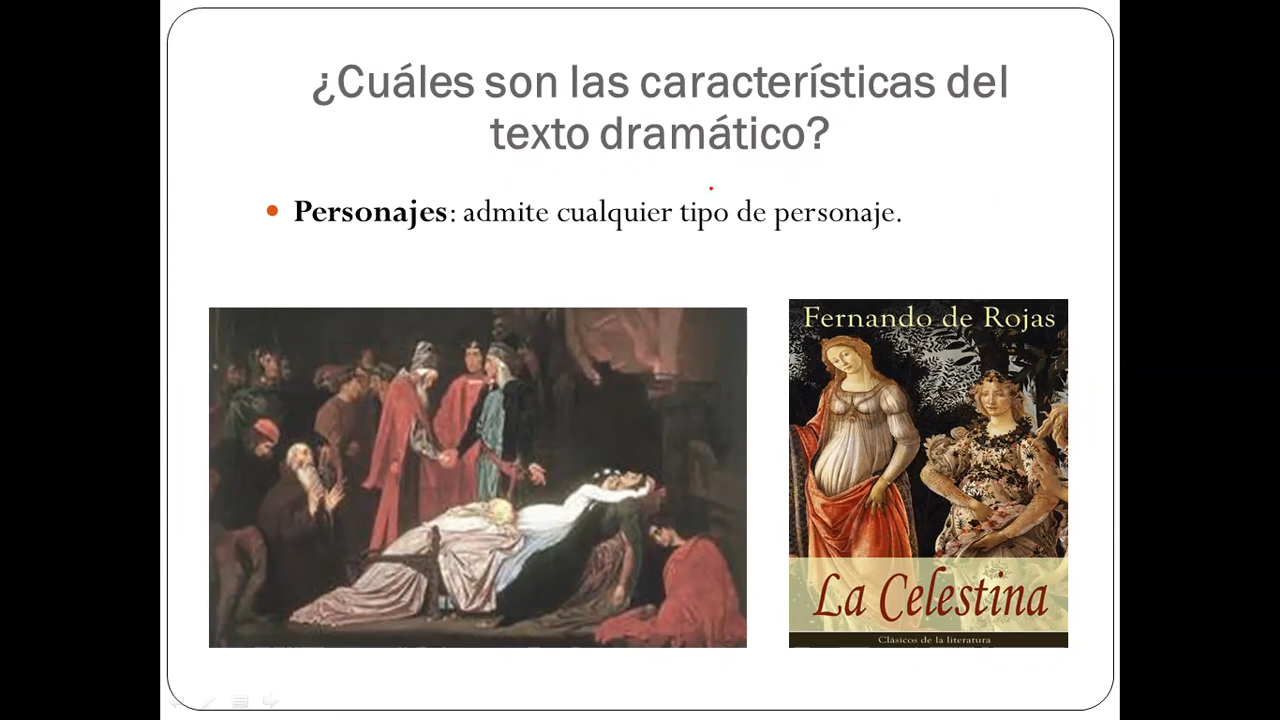 ¿Cuáles son las características del
texto dramático?
Personajes: admite cualquier tipo de personaje.
Fernando de Rojas
La Celestina
Clásicos de la literatura